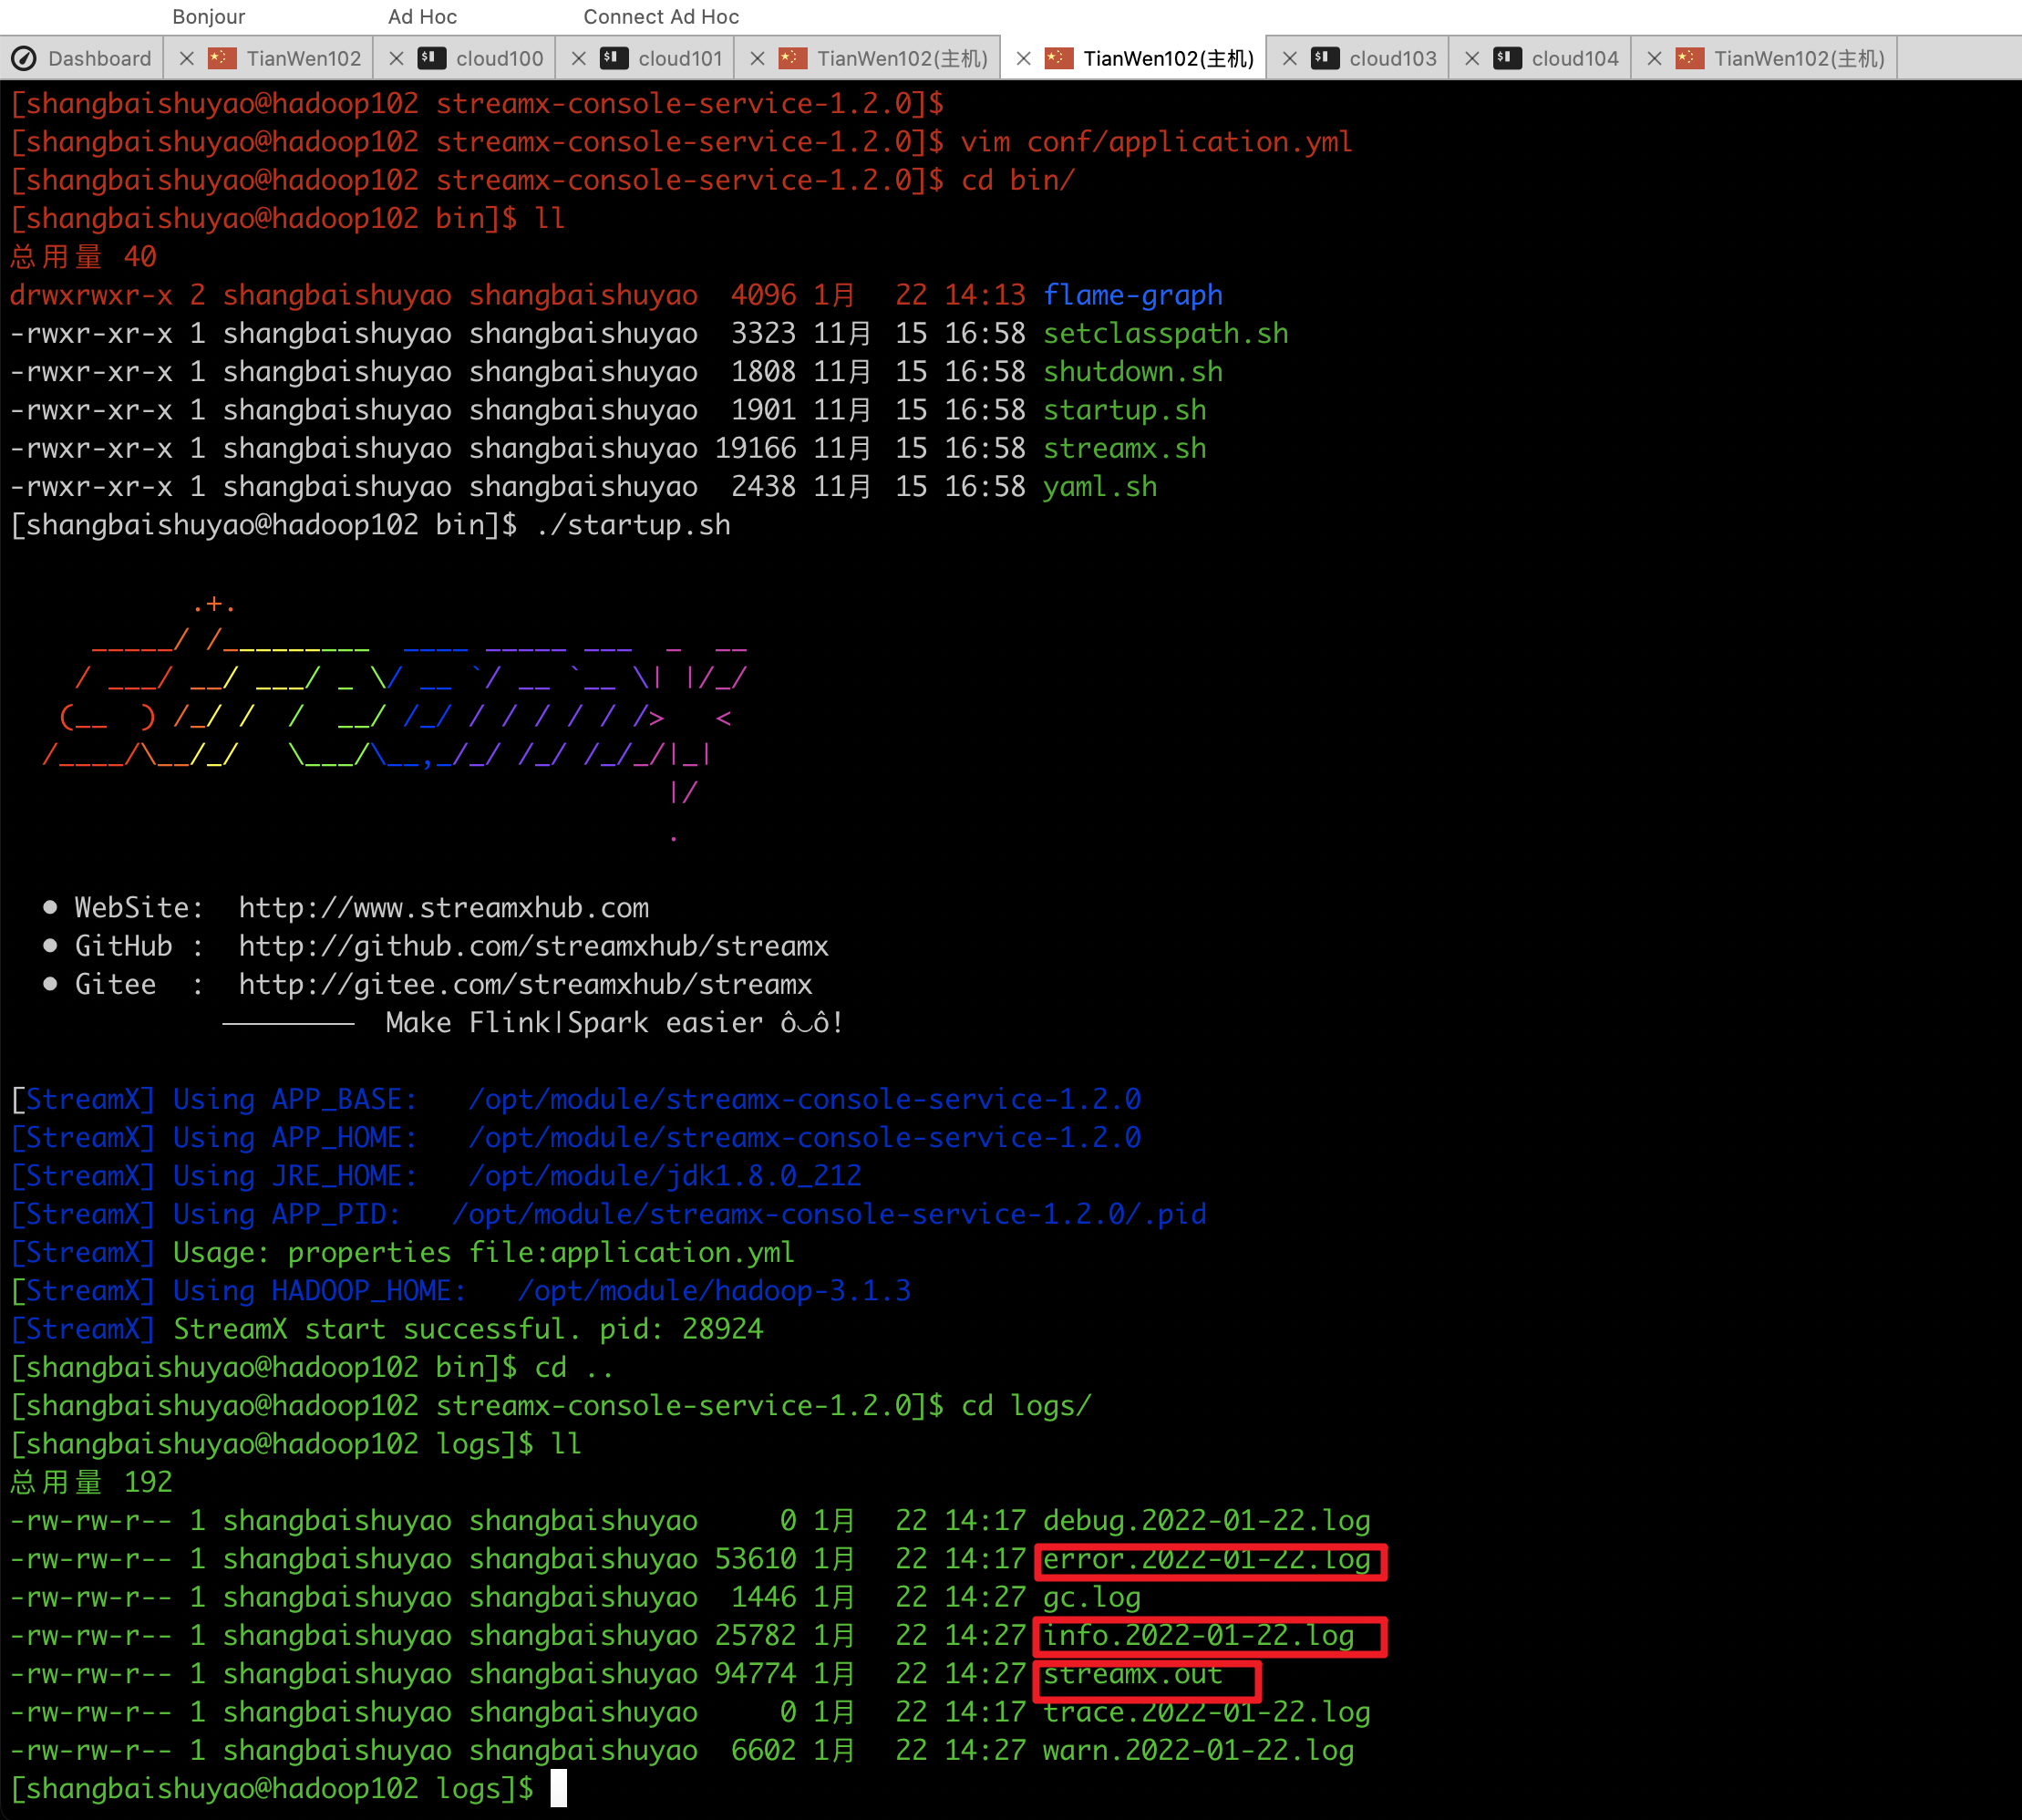 Bonjour Ad Hoc Connect Ad Hoc
Dashboard TianWen102 cloud100 cloud101 TianWen102(主机) TianWen102(主机) cloud103 cloud104 TianWen102(主机)
[shangbaishuyao@hadoop102 streamx-console-service-1.2.0]$
[shangbaishuyao@hadoop102 streamx-console-service-1.2.0]$ vim conf/application.yml
[shangbaishuyao@hadoop102 streamx-console-service-1.2.0]$ cd bin/
[shangbaishuyao@hadoop102 bin]$ ll
总用量 40
drwxrwxr-x 2 shangbaishuyao shangbaishuyao  4096 1月  22 14:13 flame-graph
-rwxr-xr-x 1 shangbaishuyao shangbaishuyao  3323 11月 15 16:58 setclasspath.sh
-rwxr-xr-x 1 shangbaishuyao shangbaishuyao  1808 11月 15 16:58 shutdown.sh
-rwxr-xr-x 1 shangbaishuyao shangbaishuyao  1901 11月 15 16:58 startup.sh
-rwxr-xr-x 1 shangbaishuyao shangbaishuyao 19166 11月 15 16:58 streamx.sh
-rwxr-xr-x 1 shangbaishuyao shangbaishuyao  2438 11月 15 16:58 yaml.sh
[shangbaishuyao@hadoop102 bin]$ ./startup.sh
           .+.
     _____/ /_________  ____ _____ ___  _  __
    / ___/ __/ ___/ _ \/ __ `/ __ `__ \| |/_/
   (__  ) /_/ /  /  __/ /_/ / / / / / />  <
  /____/\__/_/   \___/\__,_/_/ /_/ /_/_/|_|
                                        |/
                                        .
● WebSite:  http://www.streamxhub.com
● GitHub :  http://github.com/streamxhub/streamx
● Gitee  :  http://gitee.com/streamxhub/streamx
────────  Make Flink|Spark easier ô‿ô!
[StreamX] Using APP_BASE:   /opt/module/streamx-console-service-1.2.0
[StreamX] Using APP_HOME:   /opt/module/streamx-console-service-1.2.0
[StreamX] Using JRE_HOME:   /opt/module/jdk1.8.0_212
[StreamX] Using APP_PID:   /opt/module/streamx-console-service-1.2.0/.pid
[StreamX] Usage: properties file:application.yml
[StreamX] Using HADOOP_HOME:   /opt/module/hadoop-3.1.3
[StreamX] StreamX start successful. pid: 28924
[shangbaishuyao@hadoop102 bin]$ cd ..
[shangbaishuyao@hadoop102 streamx-console-service-1.2.0]$ cd logs/
[shangbaishuyao@hadoop102 logs]$ ll
总用量 192
-rw-rw-r-- 1 shangbaishuyao shangbaishuyao     0 1月  22 14:17 debug.2022-01-22.log
-rw-rw-r-- 1 shangbaishuyao shangbaishuyao 53610 1月  22 14:17 error.2022-01-22.log
-rw-rw-r-- 1 shangbaishuyao shangbaishuyao  1446 1月  22 14:27 gc.log
-rw-rw-r-- 1 shangbaishuyao shangbaishuyao 25782 1月  22 14:27 info.2022-01-22.log
-rw-rw-r-- 1 shangbaishuyao shangbaishuyao 94774 1月  22 14:27 streamx.out
-rw-rw-r-- 1 shangbaishuyao shangbaishuyao     0 1月  22 14:17 trace.2022-01-22.log
-rw-rw-r-- 1 shangbaishuyao shangbaishuyao  6602 1月  22 14:27 warn.2022-01-22.log
[shangbaishuyao@hadoop102 logs]$